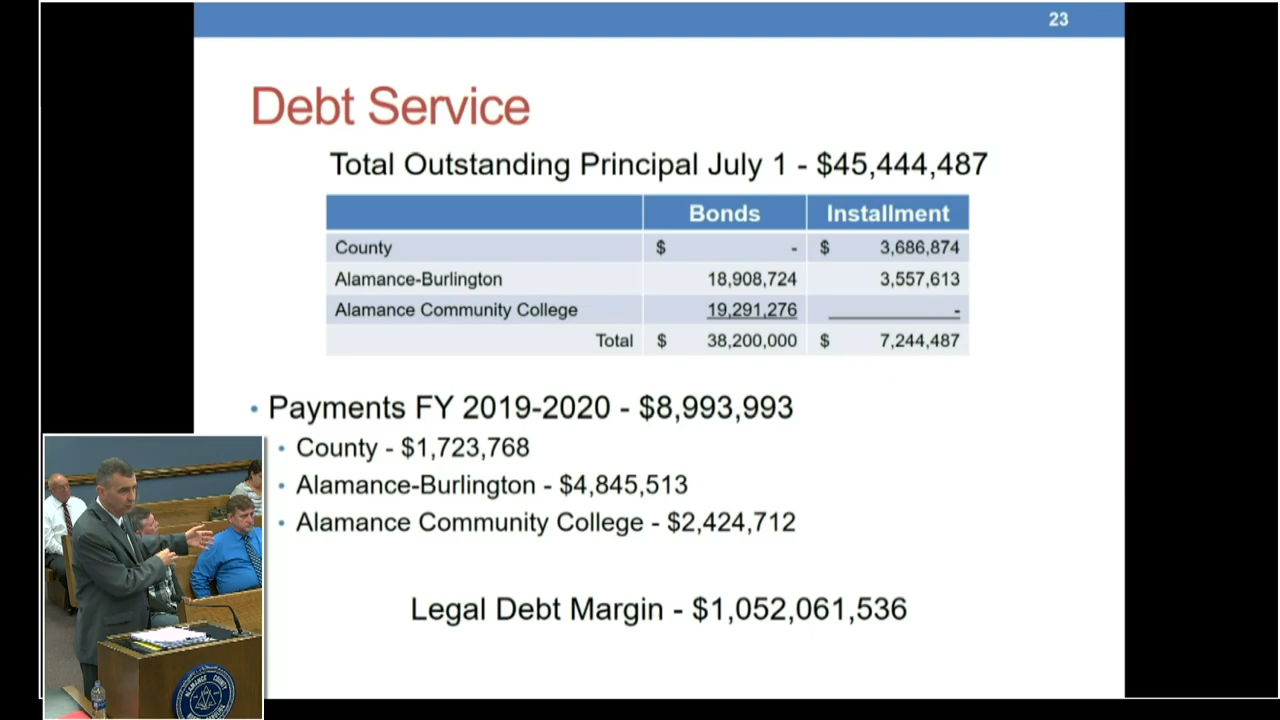 23
Debt Service
Total Outstanding Principal July 1 - $45,444,487
Bonds Installment
County $ - $ 3,686,874
Alamance-Burlington 18,908,724 3,557,613
Alamance Community College 19,291,276 -
Total $ 38,200,000 $ 7,244,487
• Payments FY 2019-2020 - $8,993,993
• County - $1,723,768
• Alamance-Burlington - $4,845,513
• Alamance Community College - $2,424,712
Legal Debt Margin - $1,052,061,536
ALAMANCE COUNTY